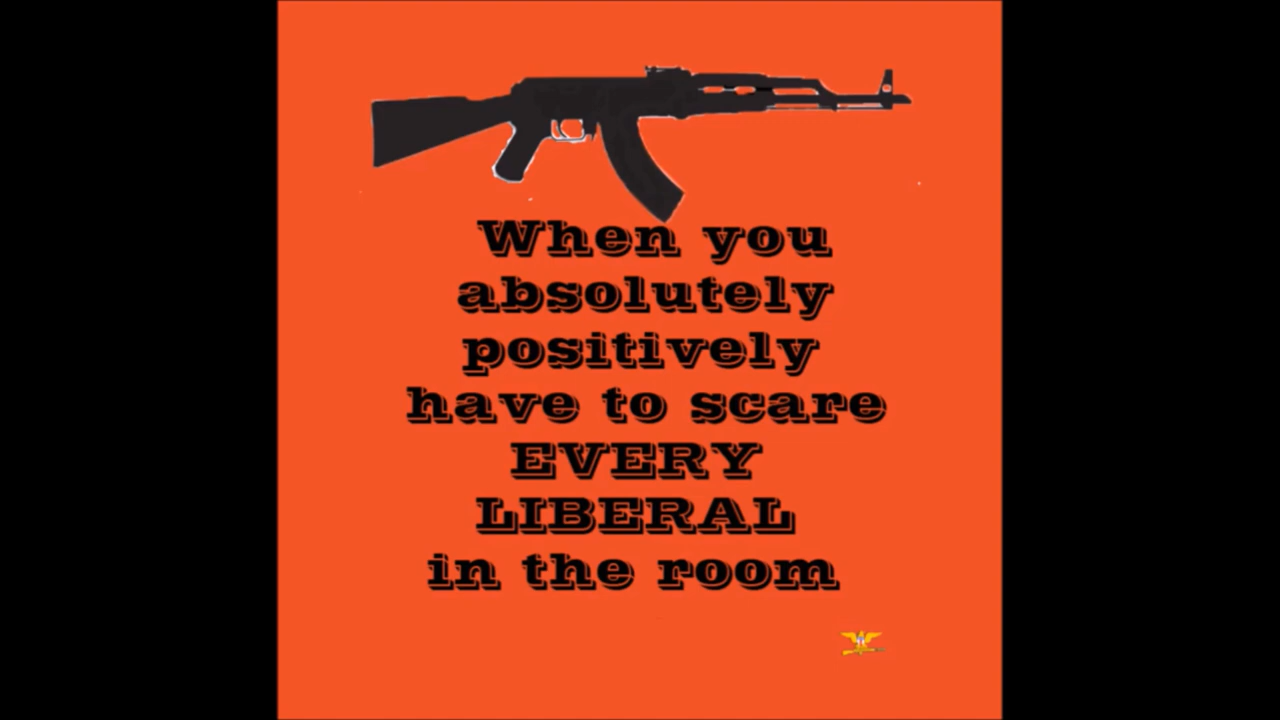 When you
absolutely
positively
have to scare
EVERY
LIBERAL
in the room